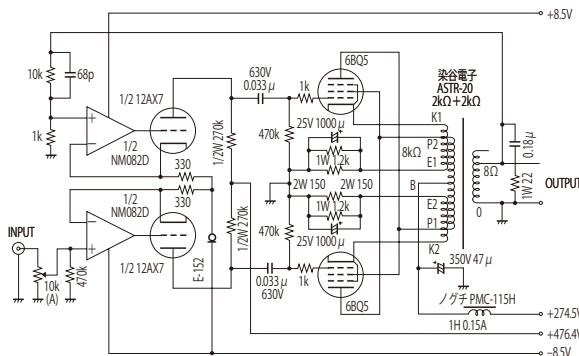 +8.5V
6BQ5
染谷電子
ASTR-20
2kΩ+2kΩ
10k
68p
1/2 12AX7
630V
0.033μ
1k
K1
25V 1000μ
1/2W 270k
470k
P2
8kΩ
E1
0.18μ
1k
1/2
NM082D
330
1W 1.2k
2W 150
2W 150
B
8Ω
1W 22
OUTPUT
330
1/2
NM082D
1W 1.2k
E2
P1
0
1/2W 270k
470k
25V 1000μ
K2
INPUT
1/2 12AX7
E-152
0.033μ
630V
1k
350V 47μ
10k
(A)
470k
6BQ5
ノグチ PMC-115H
1H 0.15A
+274.5V
+476.4V
−8.5V